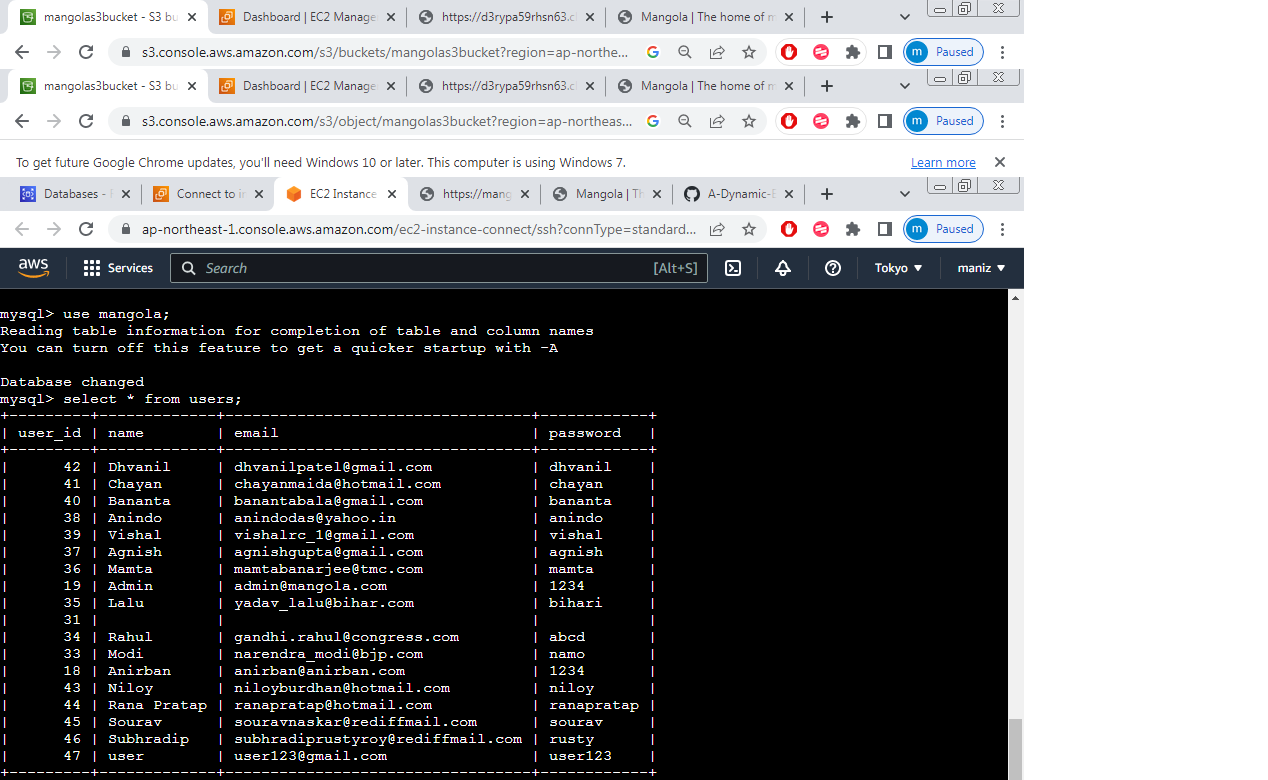 mangolas3bucket - S3 bu
Dashboard | EC2 Manage
https://d3rypa59rhsn63.cl
Mangola | The home of m
s3.console.aws.amazon.com/s3/buckets/mangolas3bucket?region=ap-northe...
m Paused
mangolas3bucket - S3 bu
Dashboard | EC2 Manage
https://d3rypa59rhsn63.cl
Mangola | The home of m
s3.console.aws.amazon.com/s3/object/mangolas3bucket?region=ap-northeas...
m Paused
To get future Google Chrome updates, you'll need Windows 10 or later. This computer is using Windows 7.
Learn more
Databases -
Connect to in
EC2 Instance
https://mang
Mangola | Th
A-Dynamic-E
ap-northeast-1.console.aws.amazon.com/ec2-instance-connect/ssh?connType=standard...
m Paused
aws
Services
Search
[Alt+S]
Tokyo
maniz
mysql> use mangola;
Reading table information for completion of table and column names
You can turn off this feature to get a quicker startup with -A
Database changed
mysql> select * from users;
+---------+-------------+----------------------------------+------------+
| user_id | name | email | password |
+---------+-------------+----------------------------------+------------+
| 42 | Dhvanil | dhvanilpatel@gmail.com | dhvanil |
| 41 | Chayan | chayanmaida@hotmail.com | chayan |
| 40 | Bananta | banantabala@gmail.com | bananta |
| 38 | Anindo | anindodas@yahoo.in | anindo |
| 39 | Vishal | vishalrc_1@gmail.com | vishal |
| 37 | Agnish | agnishgupta@gmail.com | agnish |
| 36 | Mamta | mamtabanarjee@tmc.com | mamta |
| 19 | Admin | admin@mangola.com | 1234 |
| 35 | Lalu | yadav_lalu@bihar.com | bihari |
| 31 | | | |
| 34 | Rahul | gandhi.rahul@congress.com | abcd |
| 33 | Modi | narendra_modi@bjp.com | namo |
| 18 | Anirban | anirban@anirban.com | 1234 |
| 43 | Niloy | niloyburdhan@hotmail.com | niloy |
| 44 | Rana Pratap | ranapratap@hotmail.com | ranapratap |
| 45 | Sourav | souravnaskar@rediffmail.com | sourav |
| 46 | Subhradip | subhradiprustyroy@rediffmail.com | rusty |
| 47 | user | user123@gmail.com | user123 |
+---------+-------------+----------------------------------+------------+